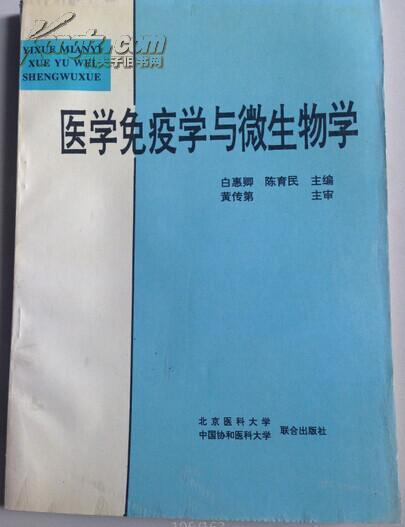 YIXUE MIANYI
XUE YU WEI
SHENGWUXUE
医学免疫学与微生物学
白惠卿 陈育民 主编
黄传第 主审
北京医科大学
中国协和医科大学
联合出版社